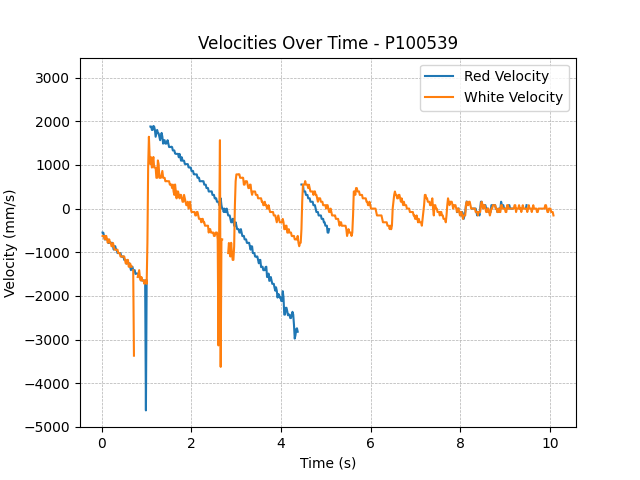 Velocities Over Time - P100539
Red Velocity
White Velocity
3000
2000
1000
0
−1000
−2000
−3000
−4000
−5000
Velocity (mm/s)
0 2 4 6 8 10
Time (s)